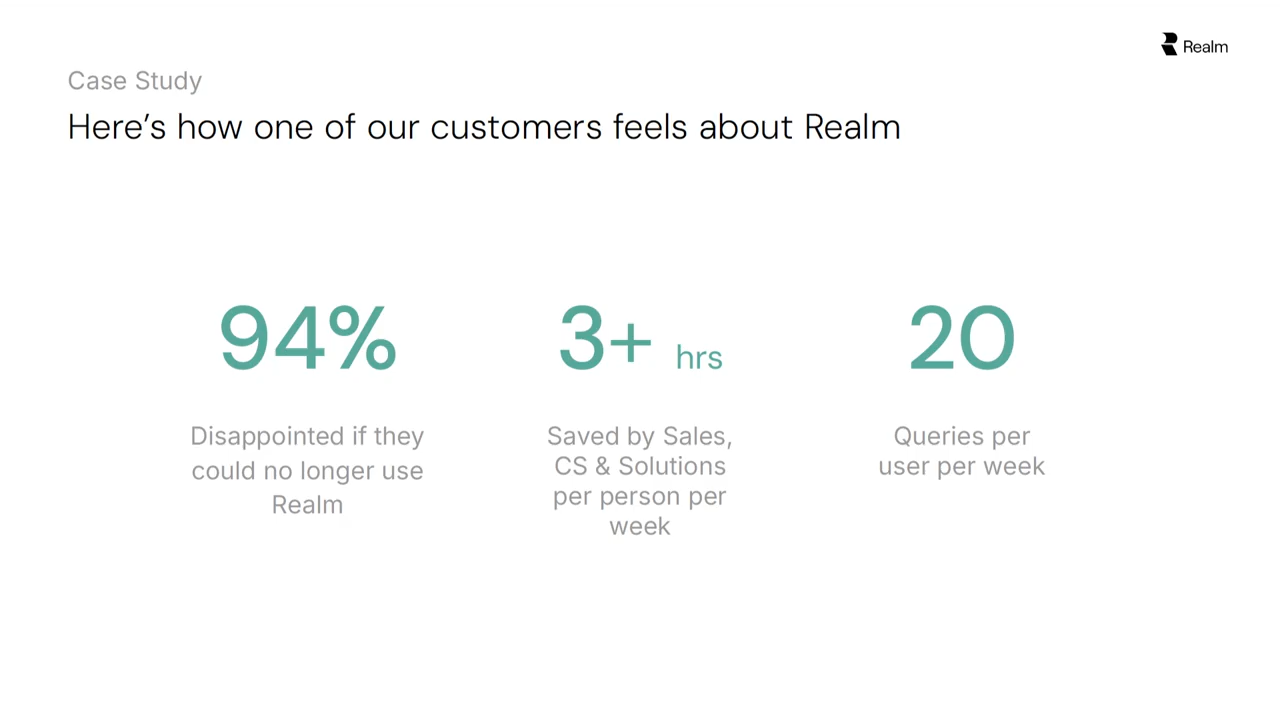 Realm
Case Study
Here’s how one of our customers feels about Realm
94%
Disappointed if they
could no longer use
Realm
3+ hrs
Saved by Sales,
CS & Solutions
per person per
week
20
Queries per
user per week